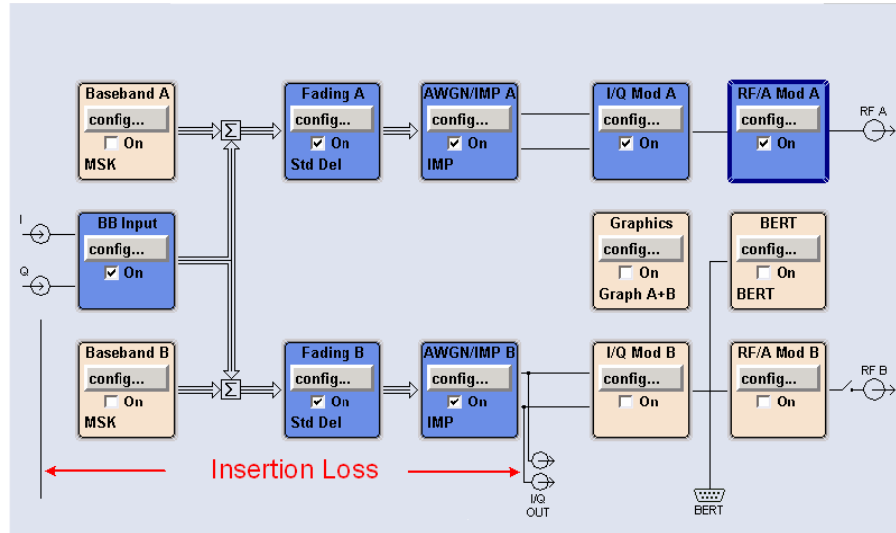 Baseband A
config...
On
MSK
Fading A
config...
On
Std Del
AWGN/IMP A
config...
On
IMP
I/Q Mod A
config...
On
RF/A Mod A
config...
On
RF A
Σ
I
Q
BB Input
config...
On
Graphics
config...
On
Graph A+B
BERT
config...
On
BERT
Baseband B
config...
On
MSK
Σ
Fading B
config...
On
Std Del
AWGN/IMP B
config...
On
IMP
I/Q Mod B
config...
On
RF/A Mod B
config...
On
RF B
Insertion Loss
I/Q
OUT
BERT